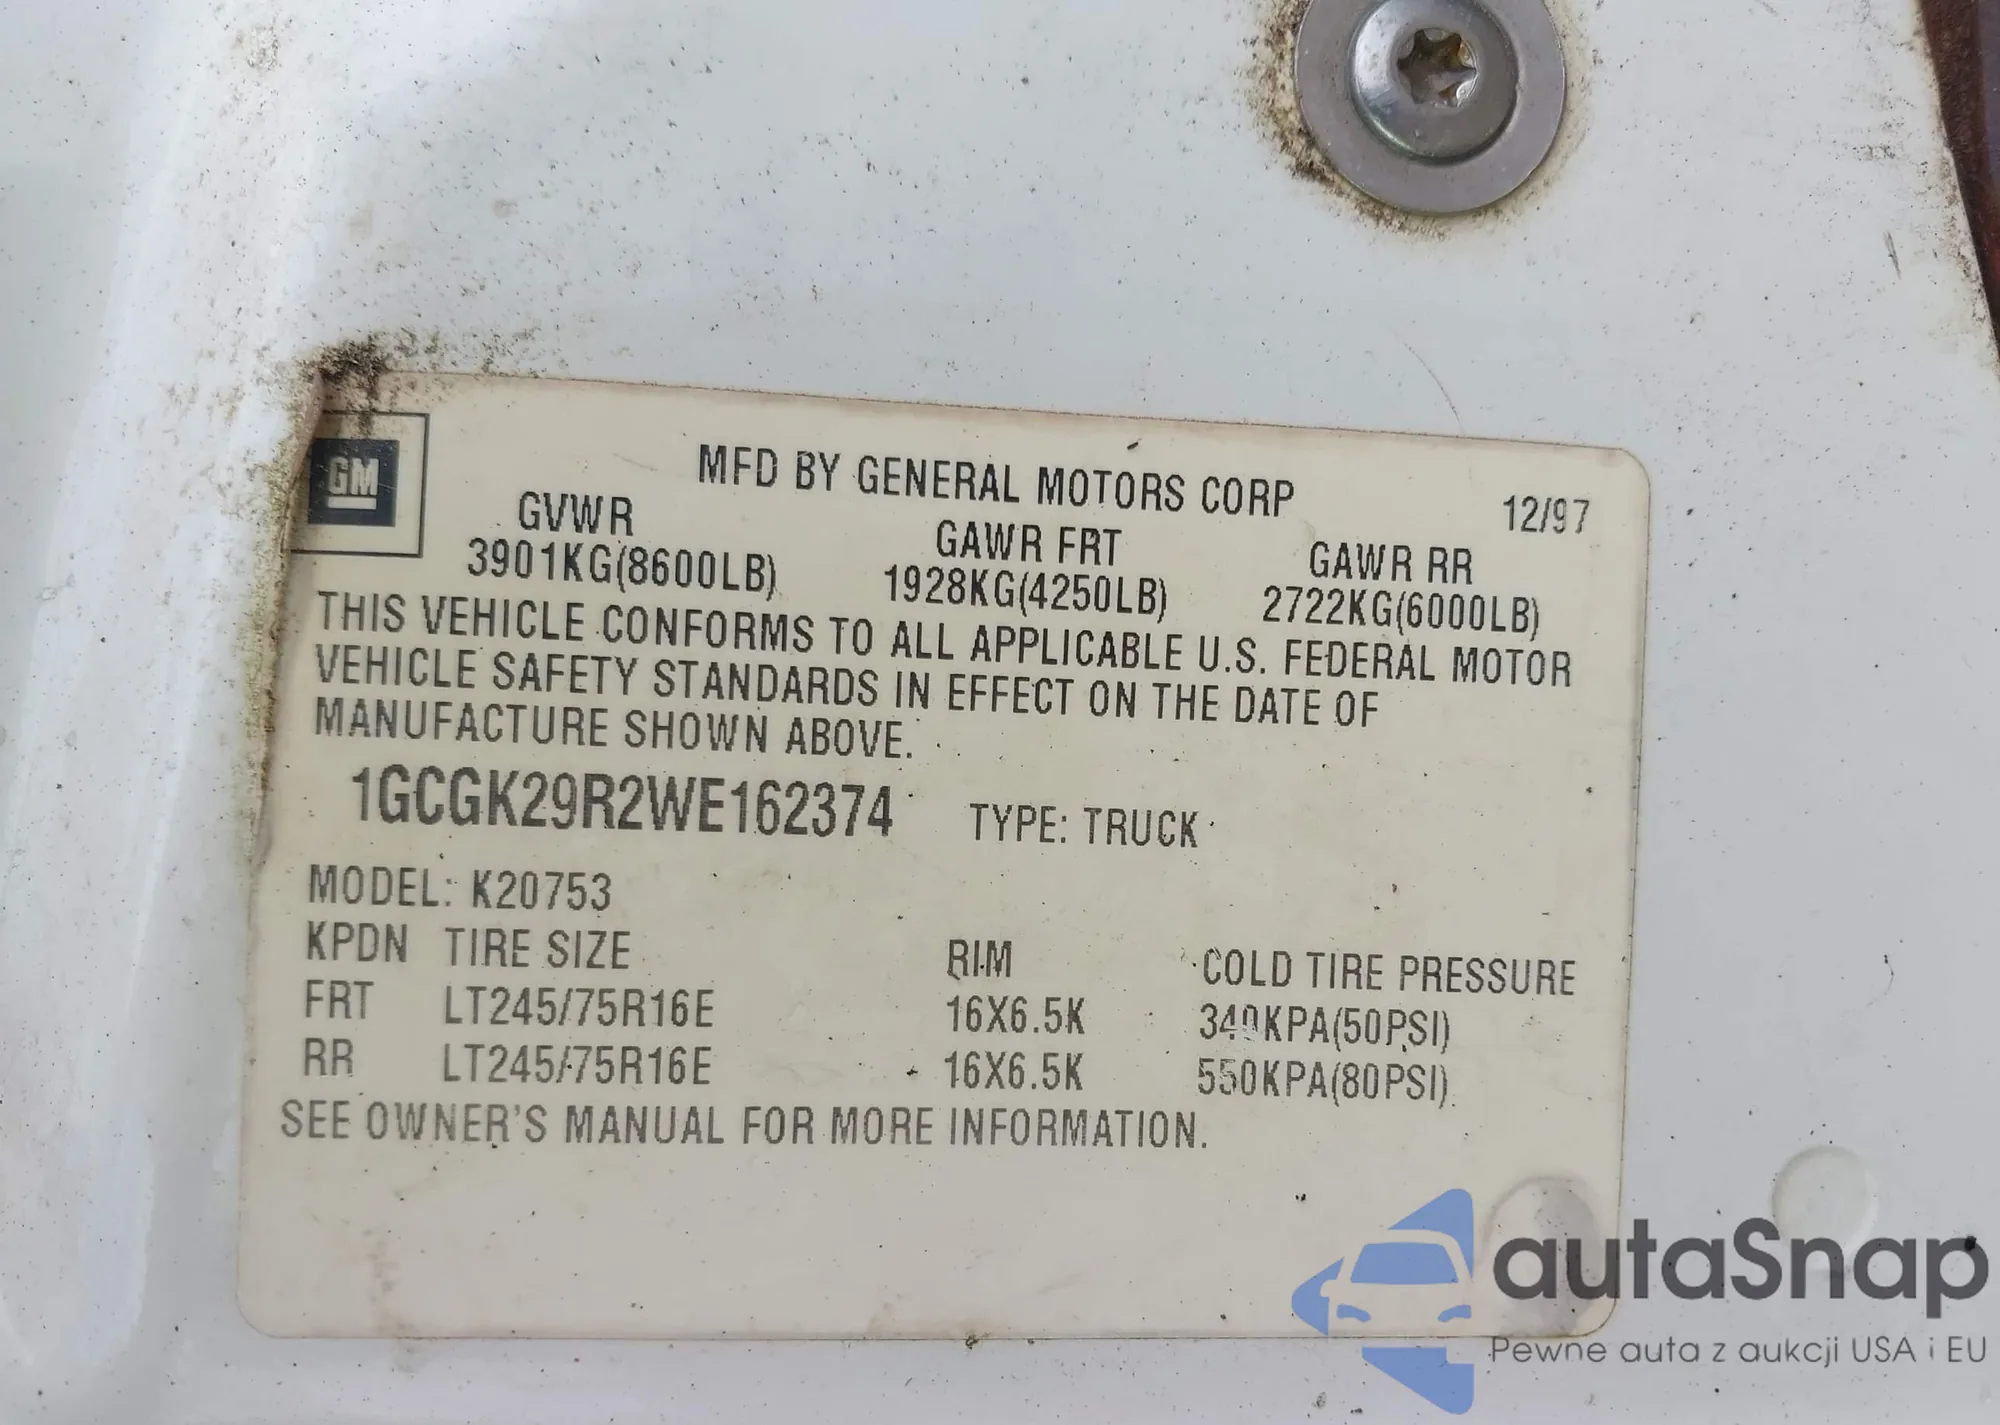 GM
MFD BY GENERAL MOTORS CORP 12/97
GVWR GAWR FRT GAWR RR
3901KG(8600LB) 1928KG(4250LB) 2722KG(6000LB)
THIS VEHICLE CONFORMS TO ALL APPLICABLE U.S. FEDERAL MOTOR
VEHICLE SAFETY STANDARDS IN EFFECT ON THE DATE OF
MANUFACTURE SHOWN ABOVE.
1GCGK29R2WE162374 TYPE: TRUCK
MODEL: K20753
KPDN TIRE SIZE RIM COLD TIRE PRESSURE
FRT LT245/75R16E 16X6.5K 340KPA(50PSI)
RR LT245/75R16E 16X6.5K 550KPA(80PSI)
SEE OWNER'S MANUAL FOR MORE INFORMATION.
autaSnap
Pewne auta z aukcji USA i EU